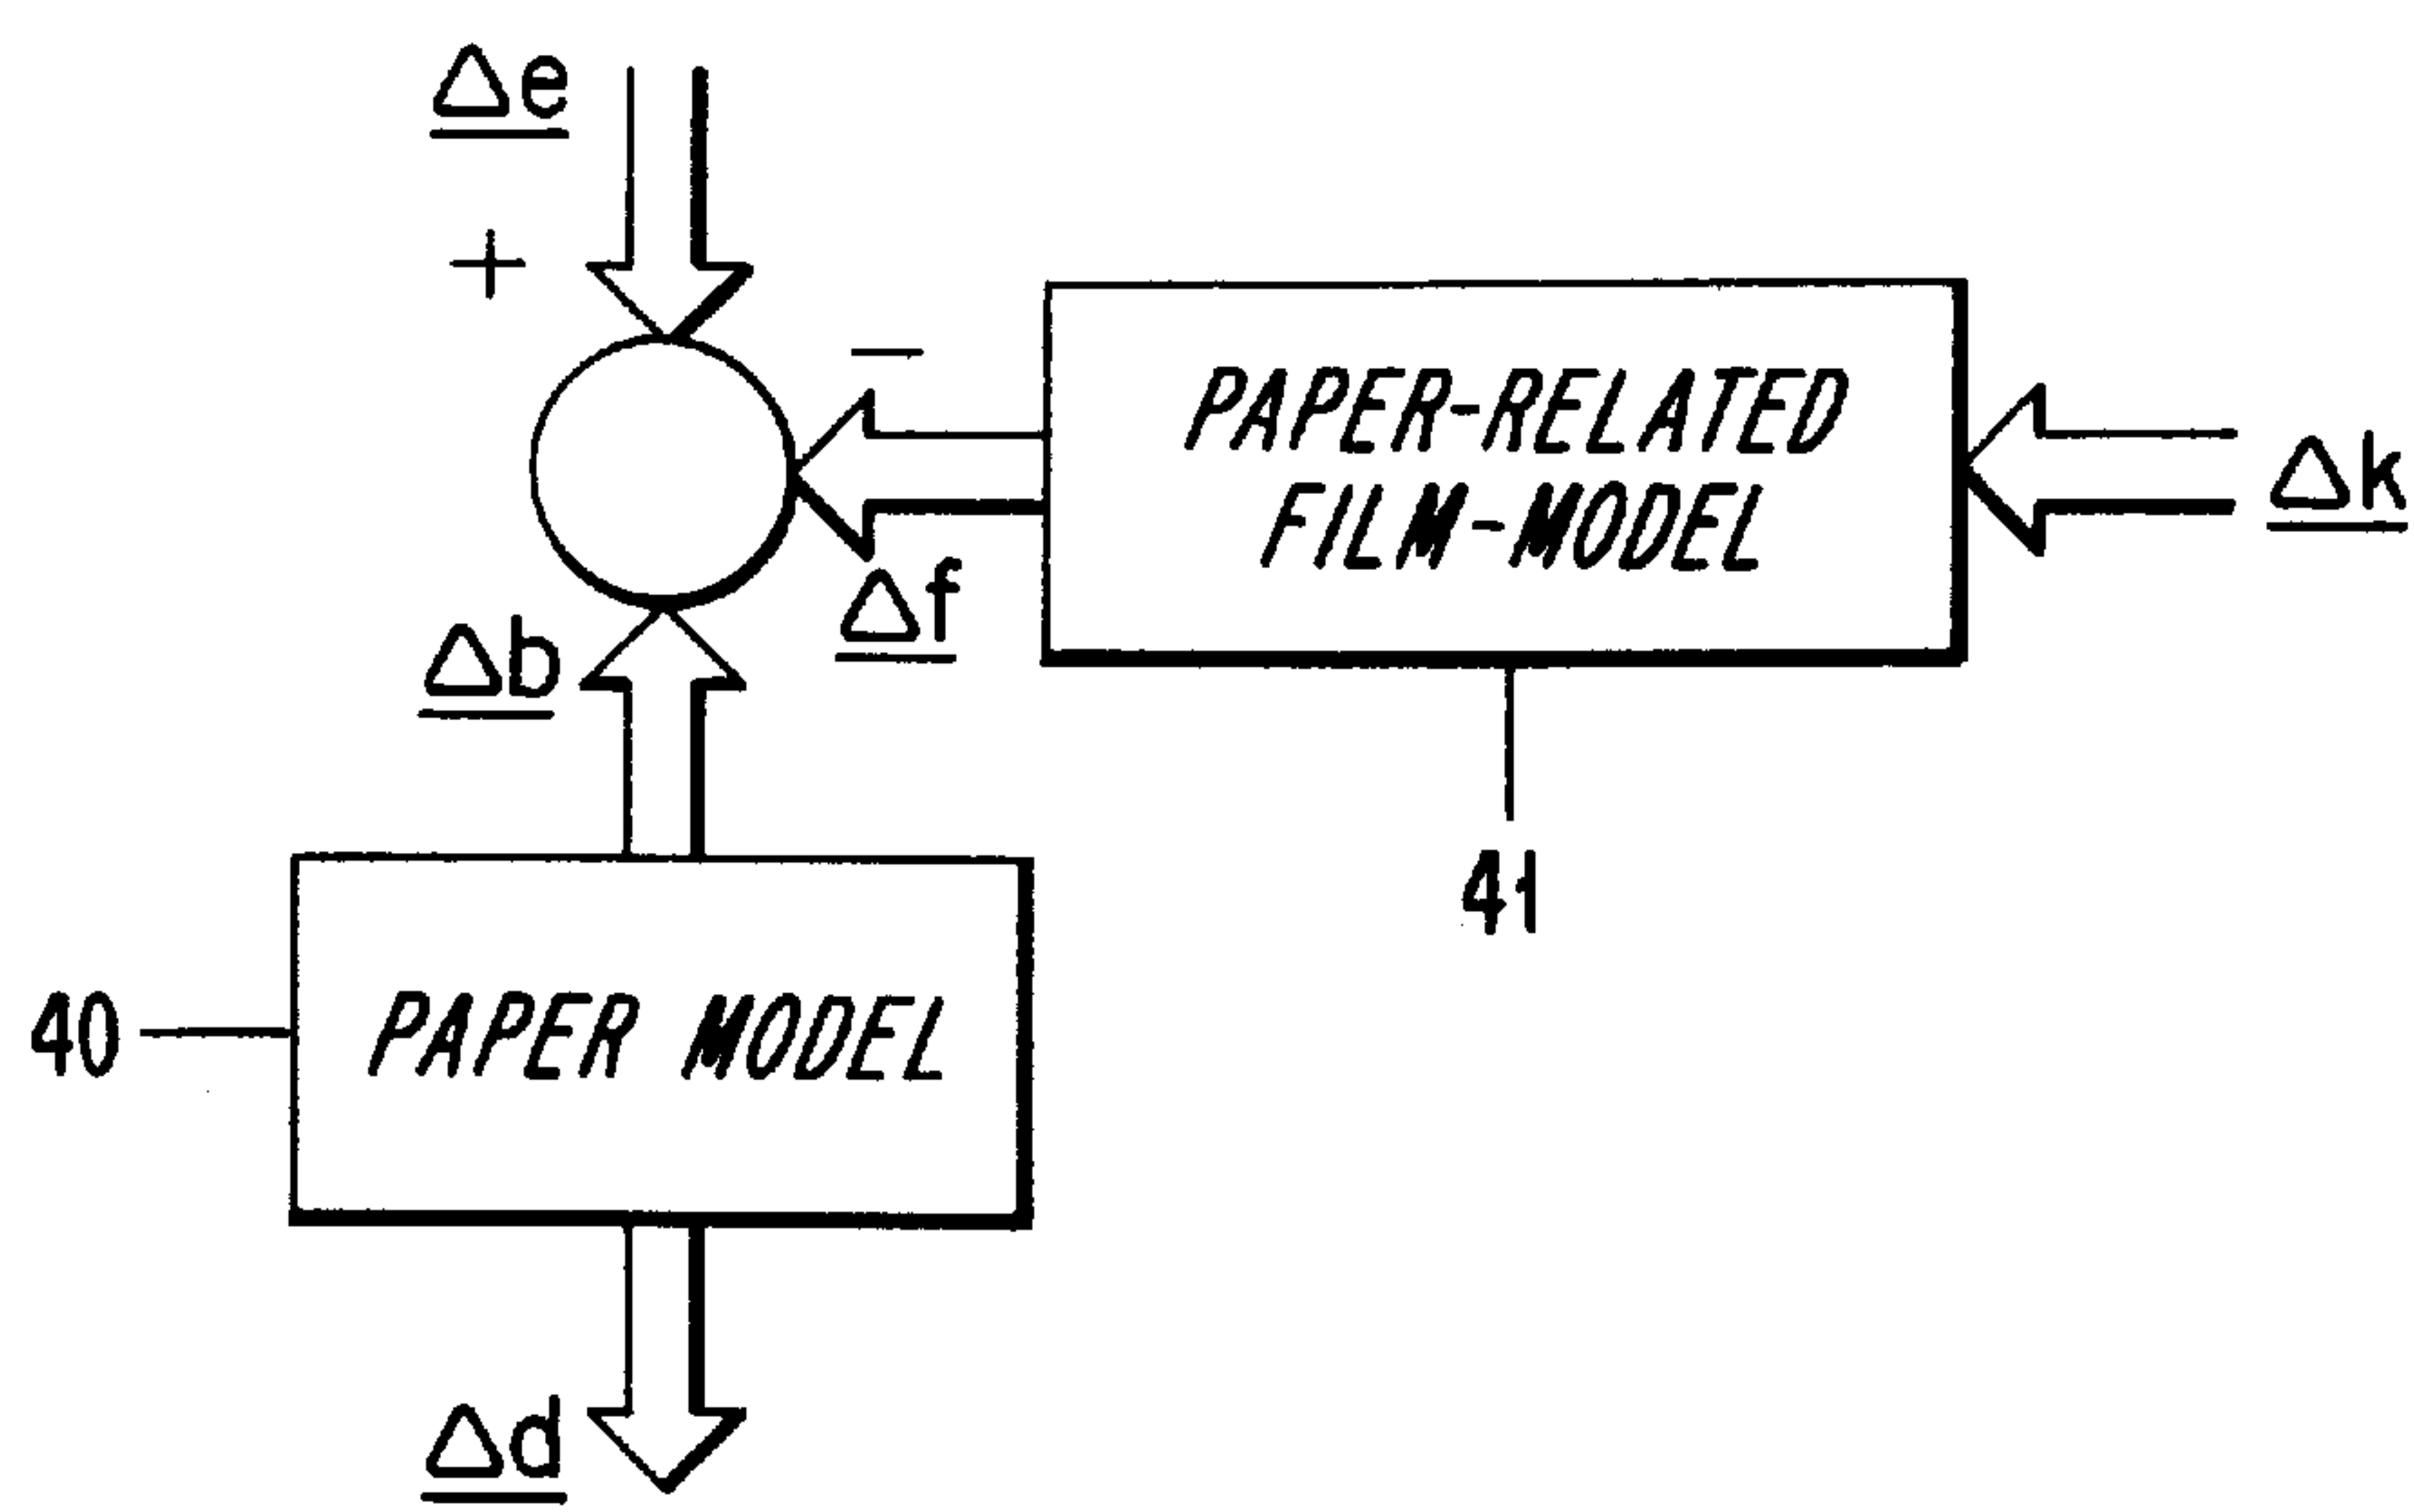 Δe
+
−
PAPER-RELATED
FILM-MODEL
Δk
Δf
Δb
41
40
PAPER MODEL
Δd